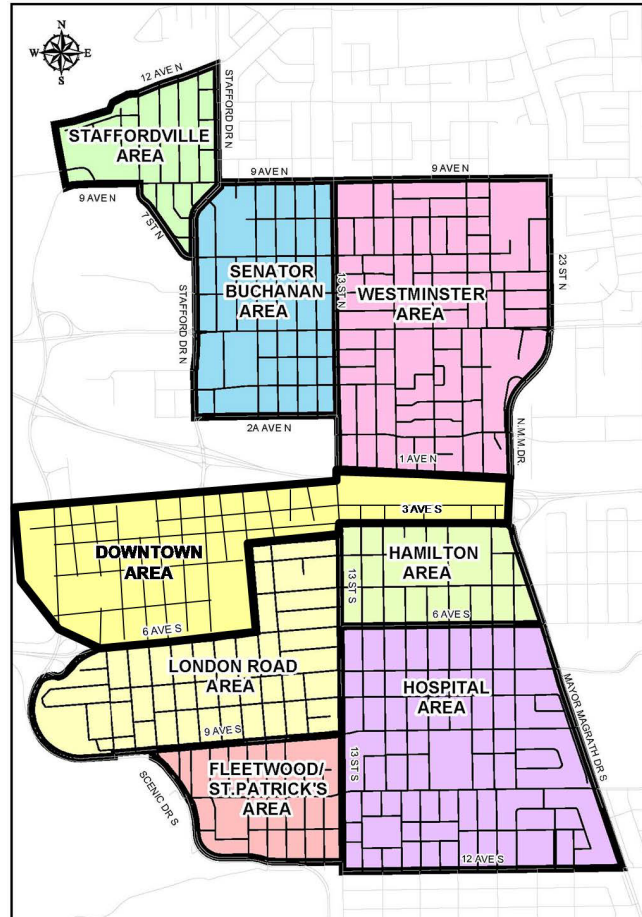 N
W E
S
12 AVE N
STAFFORD DR N
STAFFORDVILLE
AREA
9 AVE N
7 ST N
9 AVE N
9 AVE N
SENATOR
BUCHANAN
AREA
13 ST N
WESTMINSTER
AREA
23 ST N
STAFFORD DR N
2A AVE N
1 AVE N
N.M.M.DR.
3 AVE S
DOWNTOWN
AREA
HAMILTON
AREA
13 ST S
6 AVE S
6 AVE S
LONDON ROAD
AREA
HOSPITAL
AREA
MAYOR MAGRATH DR S
9 AVE S
13 ST S
SCENIC DR S
FLEETWOOD/
ST.PATRICK'S
AREA
12 AVE S